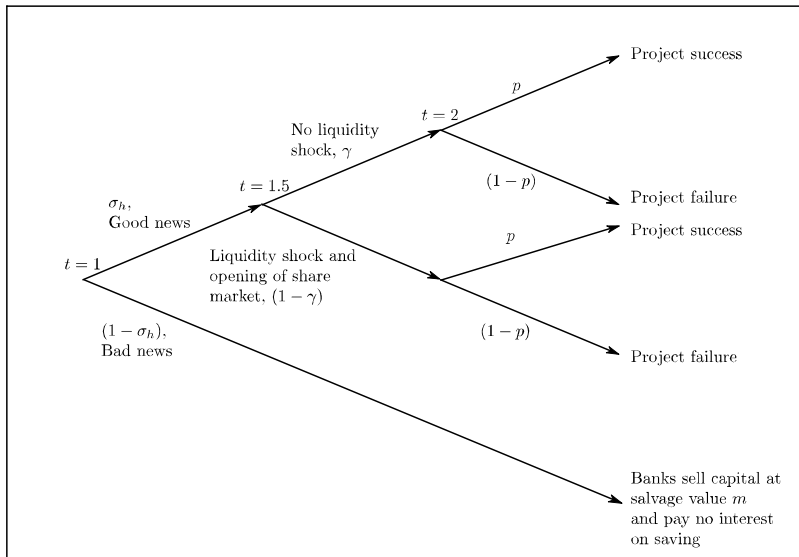 Project success
p
t = 2
No liquidity
shock, γ
(1 − p)
t = 1.5
Project failure
σh,
Good news
Project success
p
Liquidity shock and
opening of share
market, (1 − γ)
t = 1
(1 − σh),
Bad news
(1 − p)
Project failure
Banks sell capital at
salvage value m
and pay no interest
on saving